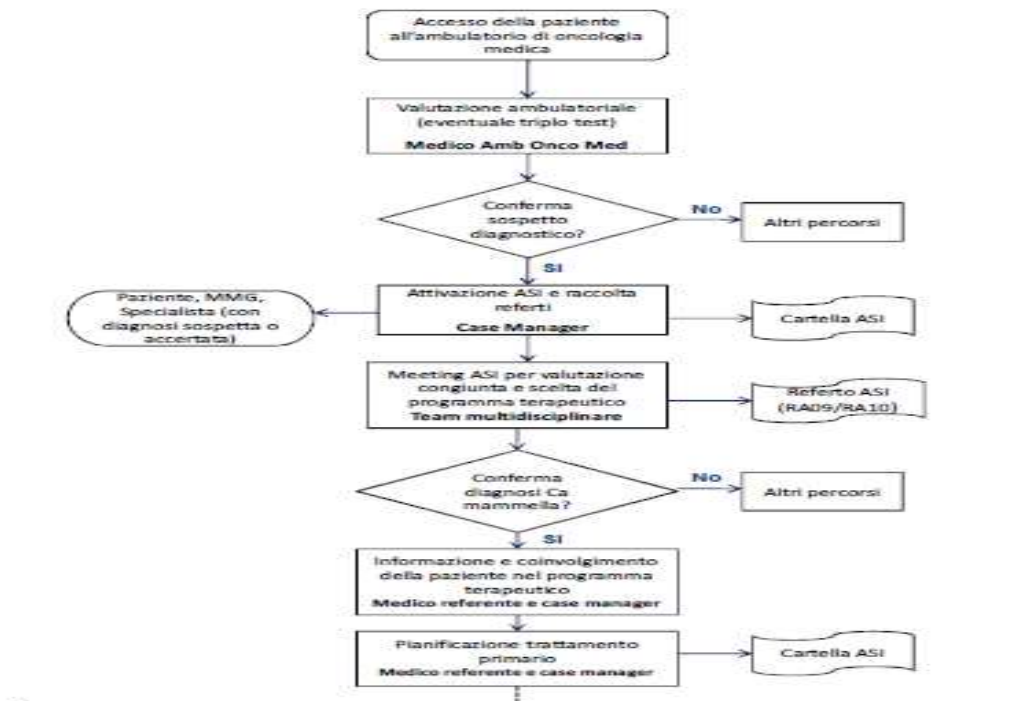 Accesso della paziente
all'ambulatorio di oncologia
medica
Valutazione ambulatoriale
(eventuale triplo test)
Medico Amb Onco Med
Conferma
sospetto
diagnostico?
No
Altri percorsi
SI
Attivazione ASI e raccolta
referti
Case Manager
Paziente, MMG,
Specialista (con
diagnosi sospetta o
accertata)
Cartella ASI
Meeting ASI per valutazione
congiunta e scelta del
programma terapeutico
Team multidisciplinare
Referto ASI
(RA09/RA10)
Conferma
diagnosi Ca
mammella?
No
Altri percorsi
SI
Informazione e coinvolgimento
della paziente nel programma
terapeutico
Medico referente e case manager
Pianificazione trattamento
primario
Medico referente e case manager
Cartella ASI